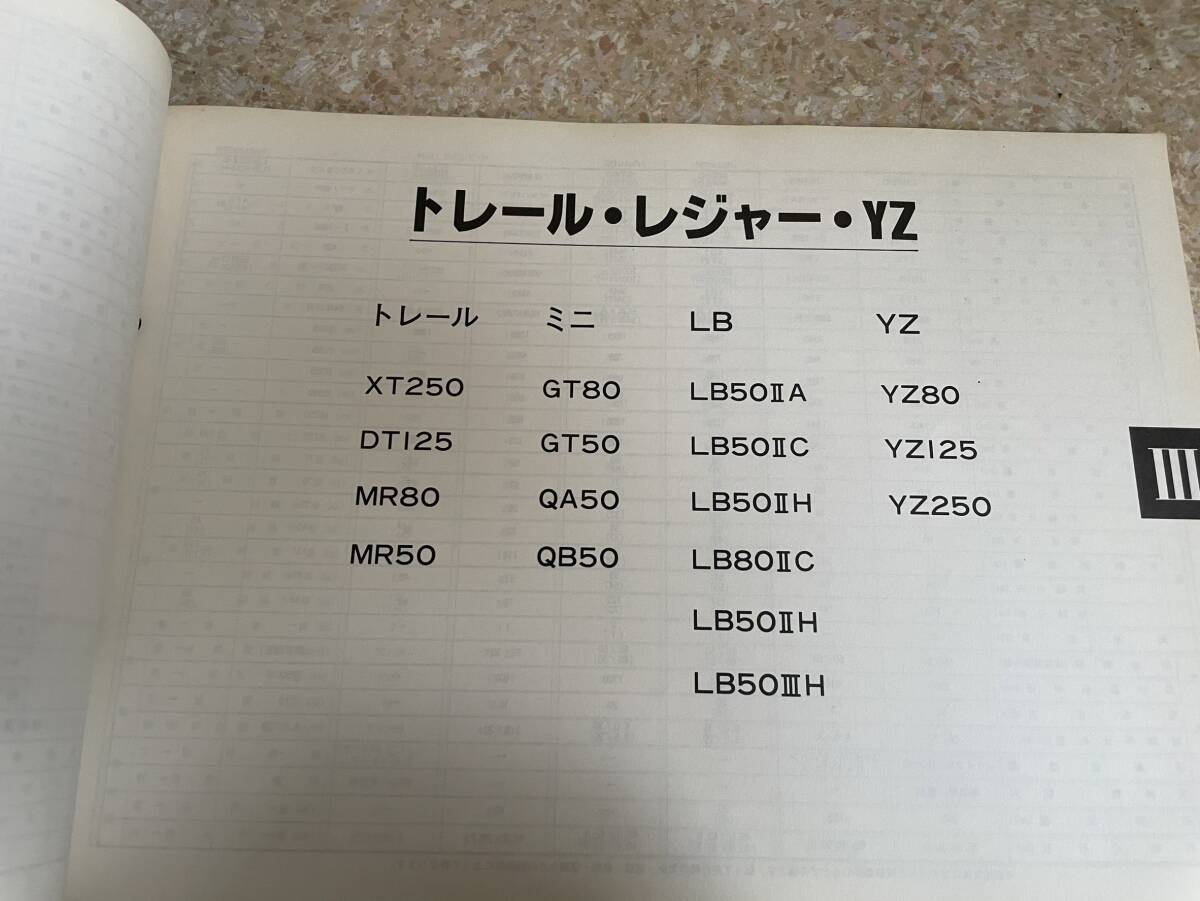 トレール・レジャー・YZ
トレール ミニ LB YZ
XT250 GT80 LB50ⅡA YZ80
DT125 GT50 LB50ⅡC YZ125
MR80 QA50 LB50ⅡH YZ250
MR50 QB50 LB80ⅡC
LB50ⅡH
LB50ⅢH